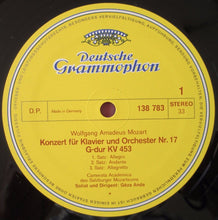 Deutsche
Grammophon
1
D.P.
Made in Germany
138 783
STEREO
33
Wolfgang Amadeus Mozart
Konzert für Klavier und Orchester Nr. 17
G-dur KV 453
1. Satz: Allegro
2. Satz: Andante
3. Satz: Allegretto
Camerata Academica
des Salzburger Mozarteums
Solist und Dirigent: Géza Anda